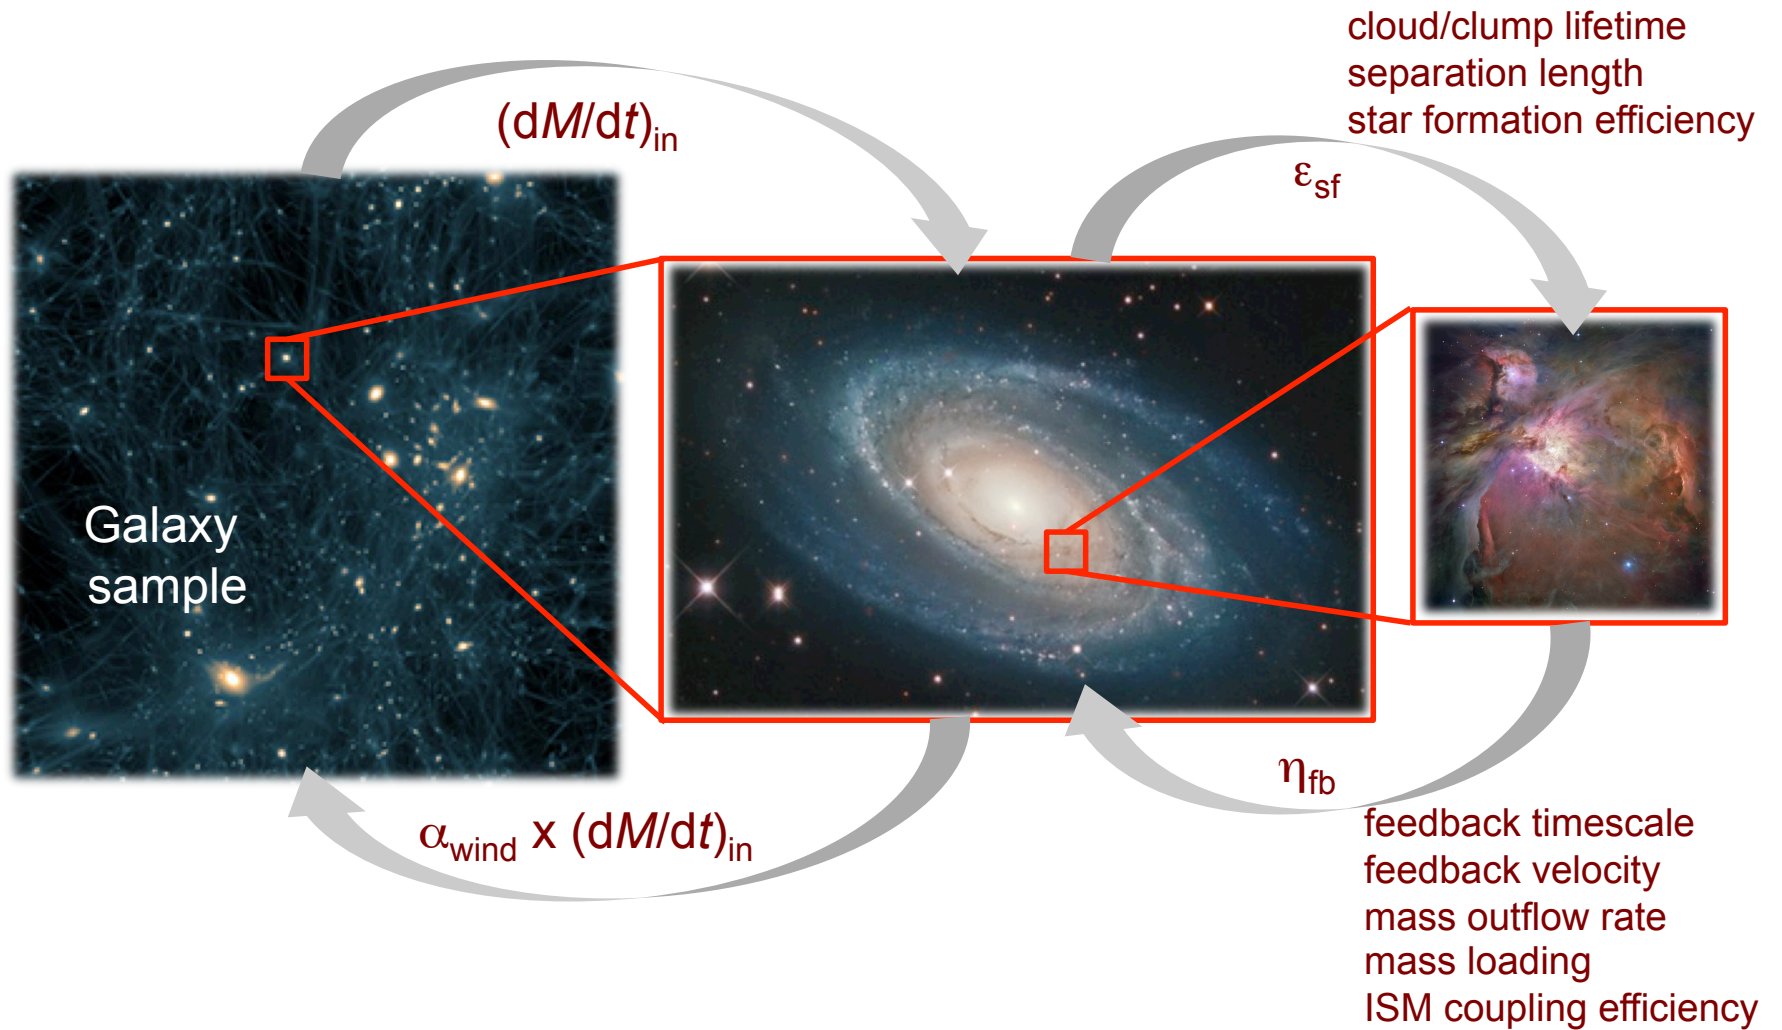 cloud/clump lifetime
separation length
star formation efficiency
(dM/dt)in
εsf
Galaxy
sample
ηfb
αwind x (dM/dt)in
feedback timescale
feedback velocity
mass outflow rate
mass loading
ISM coupling efficiency